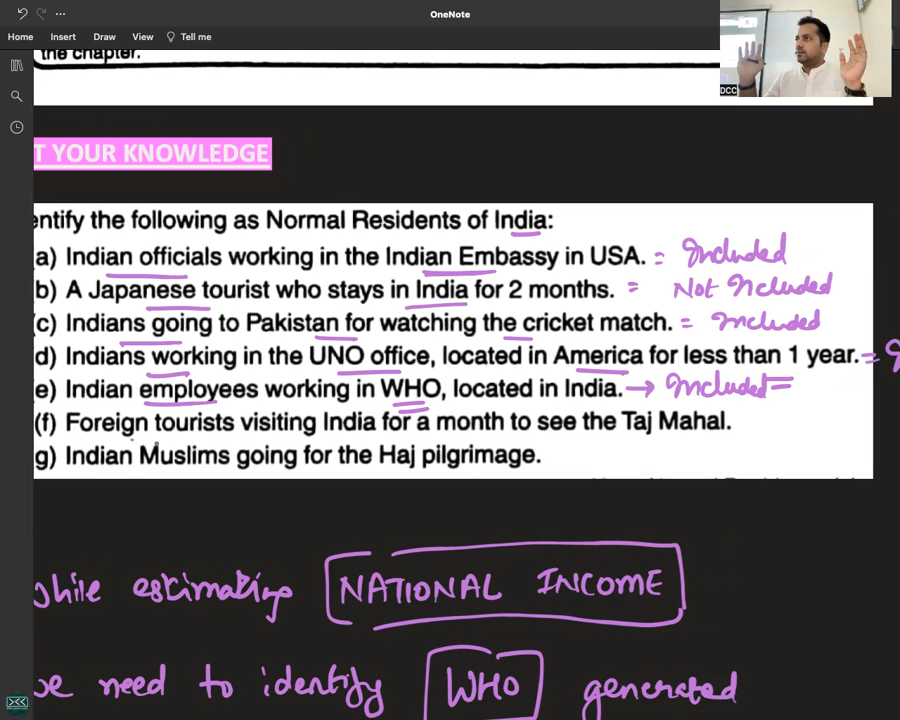 OneNote
Home Insert Draw View Tell me
the chapter.
DCC
T YOUR KNOWLEDGE
entify the following as Normal Residents of India:
(a) Indian officials working in the Indian Embassy in USA. = Included
(b) A Japanese tourist who stays in India for 2 months. = Not Included
(c) Indians going to Pakistan for watching the cricket match. = Included
(d) Indians working in the UNO office, located in America for less than 1 year. =
(e) Indian employees working in WHO, located in India. → Included =
(f) Foreign tourists visiting India for a month to see the Taj Mahal.
(g) Indian Muslims going for the Haj pilgrimage.
while estimating NATIONAL INCOME
we need to identify WHO generated